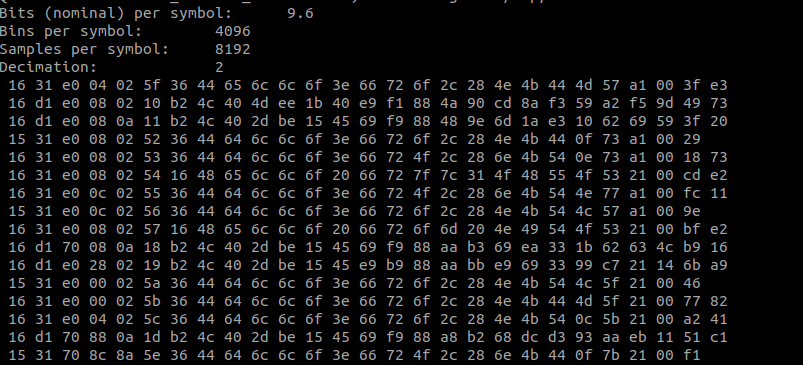 Bits (nominal) per symbol:      9.6
Bins per symbol:        4096
Samples per symbol:     8192
Decimation:             2
 16 31 e0 04 02 5f 36 44 65 6c 6c 6f 3e 66 72 6f 2c 28 4e 4b 44 4d 57 a1 00 3f e3
 16 d1 e0 08 02 10 b2 4c 40 4d ee 1b 40 e9 f1 88 4a 90 cd 8a f3 59 a2 f5 9d 49 73
 16 31 e0 08 0a 11 b2 4c 40 2d be 15 45 69 f9 88 48 9e 6d 1a e3 10 62 69 59 3f 20
 15 31 e0 08 02 52 36 44 64 6c 6c 6f 3e 66 72 6f 2c 28 4e 4b 44 0f 73 a1 00 29
 16 31 e0 08 02 53 36 44 64 6c 6c 6f 3e 66 72 4f 2c 28 6e 4b 54 0e 73 a1 00 18 73
 16 31 e0 08 02 54 16 48 65 6c 6c 6f 20 66 72 7f 7c 31 4f 48 55 4f 53 21 00 cd e2
 16 31 e0 0c 02 55 36 44 64 6c 6c 6f 3e 66 72 4f 2c 28 6e 4b 54 4e 77 a1 00 fc 11
 15 31 e0 0c 02 56 36 44 64 6c 6c 6f 3e 66 72 6f 2c 28 4e 4b 54 4c 57 a1 00 9e
 16 31 e0 08 02 57 16 48 65 6c 6c 6f 20 66 72 6f 6d 20 4e 49 54 4f 53 21 00 bf e2
 16 d1 70 08 0a 18 b2 4c 40 2d be 15 45 69 f9 88 aa b3 69 ea 33 1b 62 63 4c b9 16
 16 d1 e0 28 02 19 b2 4c 40 2d be 15 45 e9 b9 88 aa bb e9 69 33 99 c7 21 14 6b a9
 15 31 e0 00 02 5a 36 44 64 6c 6c 6f 3e 66 72 6f 2c 28 4e 4b 54 4c 5f 21 00 46
 16 31 e0 00 02 5b 36 44 64 6c 6c 6f 3e 66 72 6f 2c 28 4e 4b 44 4d 5f 21 00 77 82
 16 31 e0 04 02 5c 36 44 64 6c 6c 6f 3e 66 72 6f 2c 28 4e 4b 54 0c 5b 21 00 a2 41
 16 d1 70 88 0a 1d b2 4c 40 2d be 15 45 69 f9 88 a8 b2 68 dc d3 93 aa eb 11 51 c1
 15 31 70 8c 8a 5e 36 44 64 6c 6c 6f 3e 66 72 4f 2c 28 6e 4b 44 0f 7b 21 00 f1